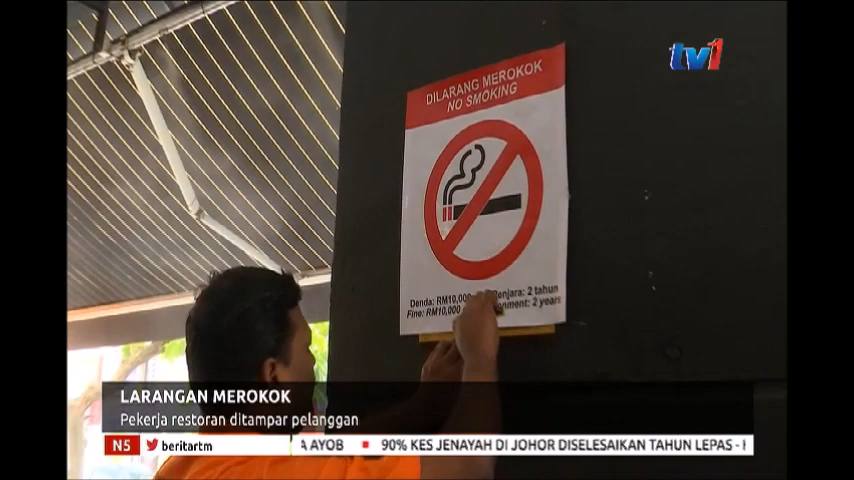 tv1
DILARANG MEROKOK
NO SMOKING
Denda: RM10,000 Penjara: 2 tahun
Fine: RM10,000 2 years
LARANGAN MEROKOK
Pekerja restoran ditampar pelanggan
N5 beritartm A AYOB 90% KES JENAYAH DI JOHOR DISELESAIKAN TAHUN LEPAS -